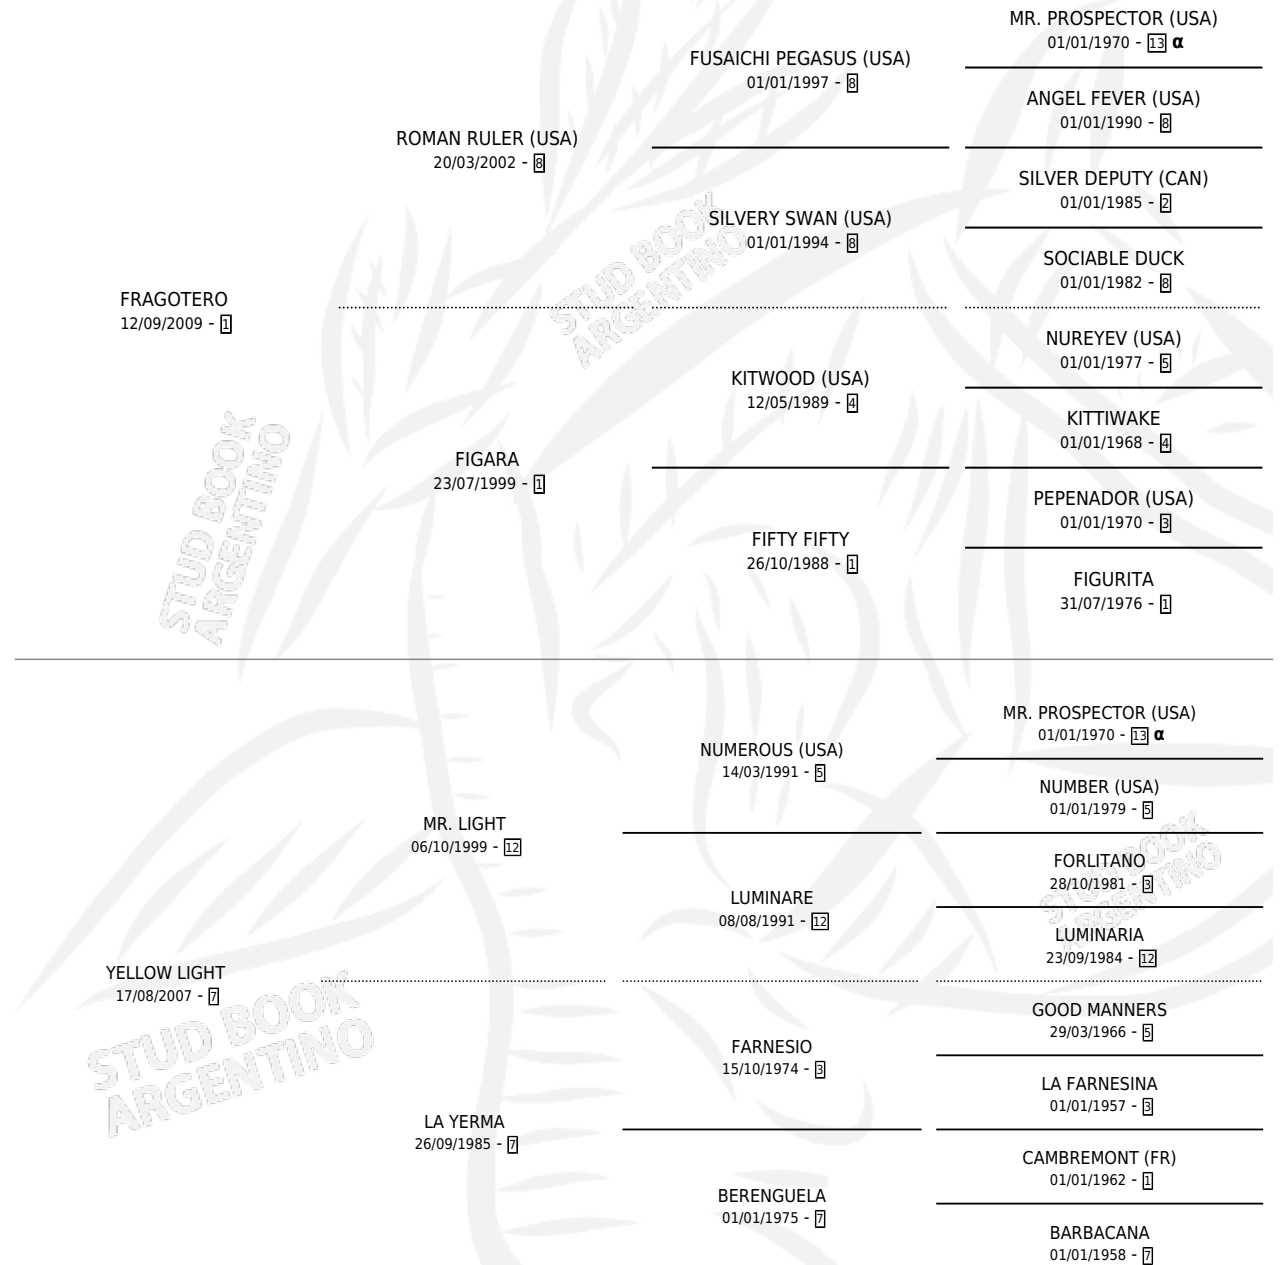 MR. PROSPECTOR (USA)
01/01/1970 - 13 α
FUSAICHI PEGASUS (USA)
01/01/1997 - 8
ANGEL FEVER (USA)
01/01/1990 - 8
ROMAN RULER (USA)
20/03/2002 - 8
SILVER DEPUTY (CAN)
01/01/1985 - 2
SILVERY SWAN (USA)
01/01/1994 - 8
SOCIABLE DUCK
01/01/1982 - 8
FRAGOTERO
12/09/2009 - 1
NUREYEV (USA)
01/01/1977 - 5
KITWOOD (USA)
12/05/1989 - 4
KITTIWAKE
01/01/1968 - 4
FIGARA
23/07/1999 - 1
PEPENADOR (USA)
01/01/1970 - 3
FIFTY FIFTY
26/10/1988 - 1
FIGURITA
31/07/1976 - 1
MR. PROSPECTOR (USA)
01/01/1970 - 13 α
NUMEROUS (USA)
14/03/1991 - 5
NUMBER (USA)
01/01/1979 - 5
MR. LIGHT
06/10/1999 - 12
FORLITANO
28/10/1981 - 3
LUMINARE
08/08/1991 - 12
LUMINARIA
23/09/1984 - 12
YELLOW LIGHT
17/08/2007 - 7
GOOD MANNERS
29/03/1966 - 5
FARNESIO
15/10/1974 - 3
LA FARNESINA
01/01/1957 - 3
LA YERMA
26/09/1985 - 7
CAMBREMONT (FR)
01/01/1962 - 1
BERENGUELA
01/01/1975 - 7
BARBACANA
01/01/1958 - 7
STUD BOOK
ARGENTINO
STUD BOOK
ARGENTINO
STUD BOOK
ARGENTINO
STUD BOOK
ARGENTINO